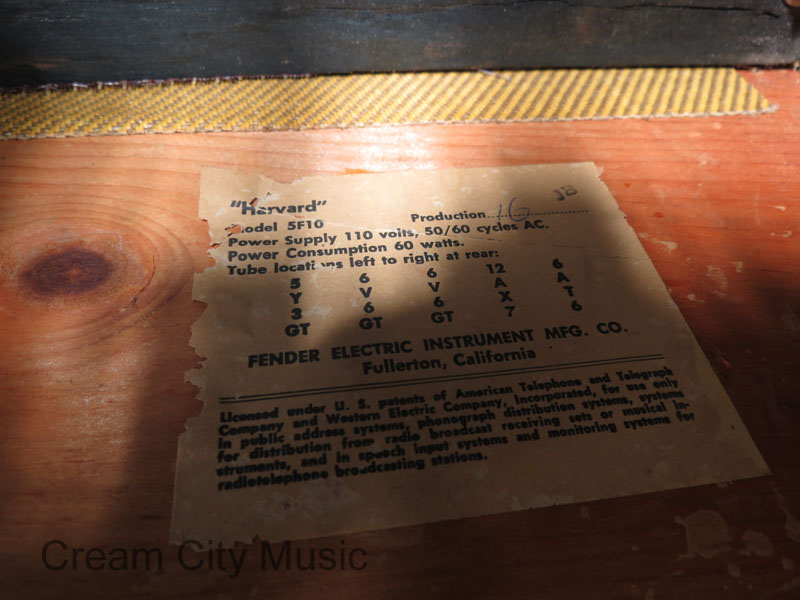 JB
"Harvard"
Model 5F10 Production....16....................
Power Supply 110 volts, 50/60 cycles AC.
Power Consumption 60 watts.
Tube locations left to right at rear:
5 6 6 12 6
Y V V A A
3 6 6 X T
GT GT GT 7 6
FENDER ELECTRIC INSTRUMENT MFG. CO.
Fullerton, California
Licensed under U. S. patents of American Telephone and Telegraph
Company and Western Electric Company, Incorporated, for use only
in public address systems, phonograph distribution systems, systems
for distribution from radio broadcast receiving sets or musical in-
struments, and in speech input systems and monitoring systems for
radiotelephone broadcasting stations.
Cream City Music